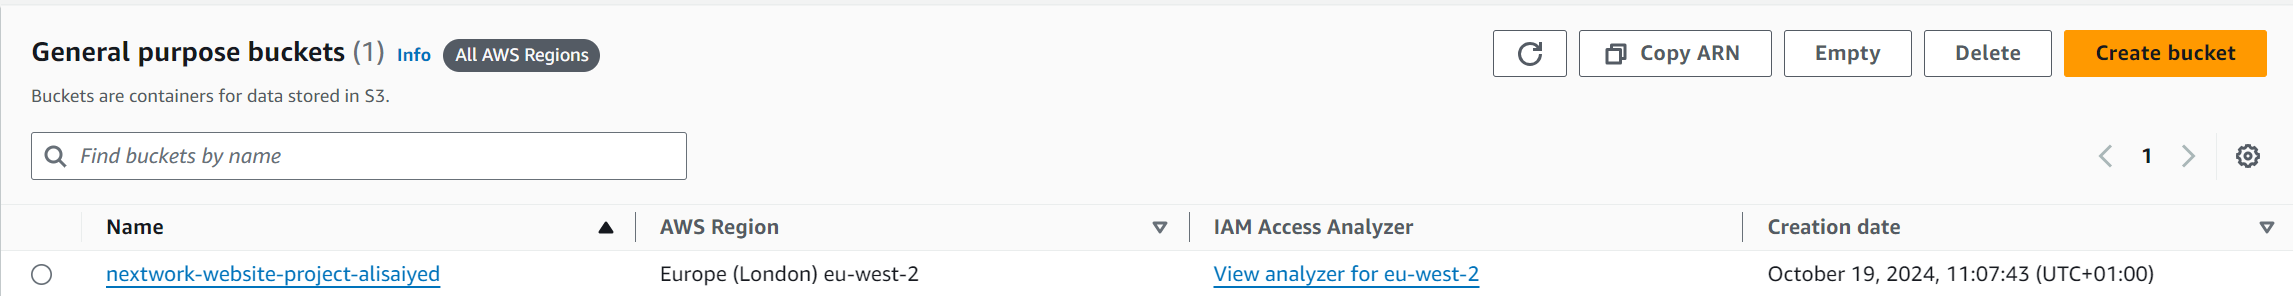 General purpose buckets (1) Info All AWS Regions Copy ARN Empty Delete Create bucket
Buckets are containers for data stored in S3.
Find buckets by name 1
Name AWS Region IAM Access Analyzer Creation date
nextwork-website-project-alisaiyed Europe (London) eu-west-2 View analyzer for eu-west-2 October 19, 2024, 11:07:43 (UTC+01:00)